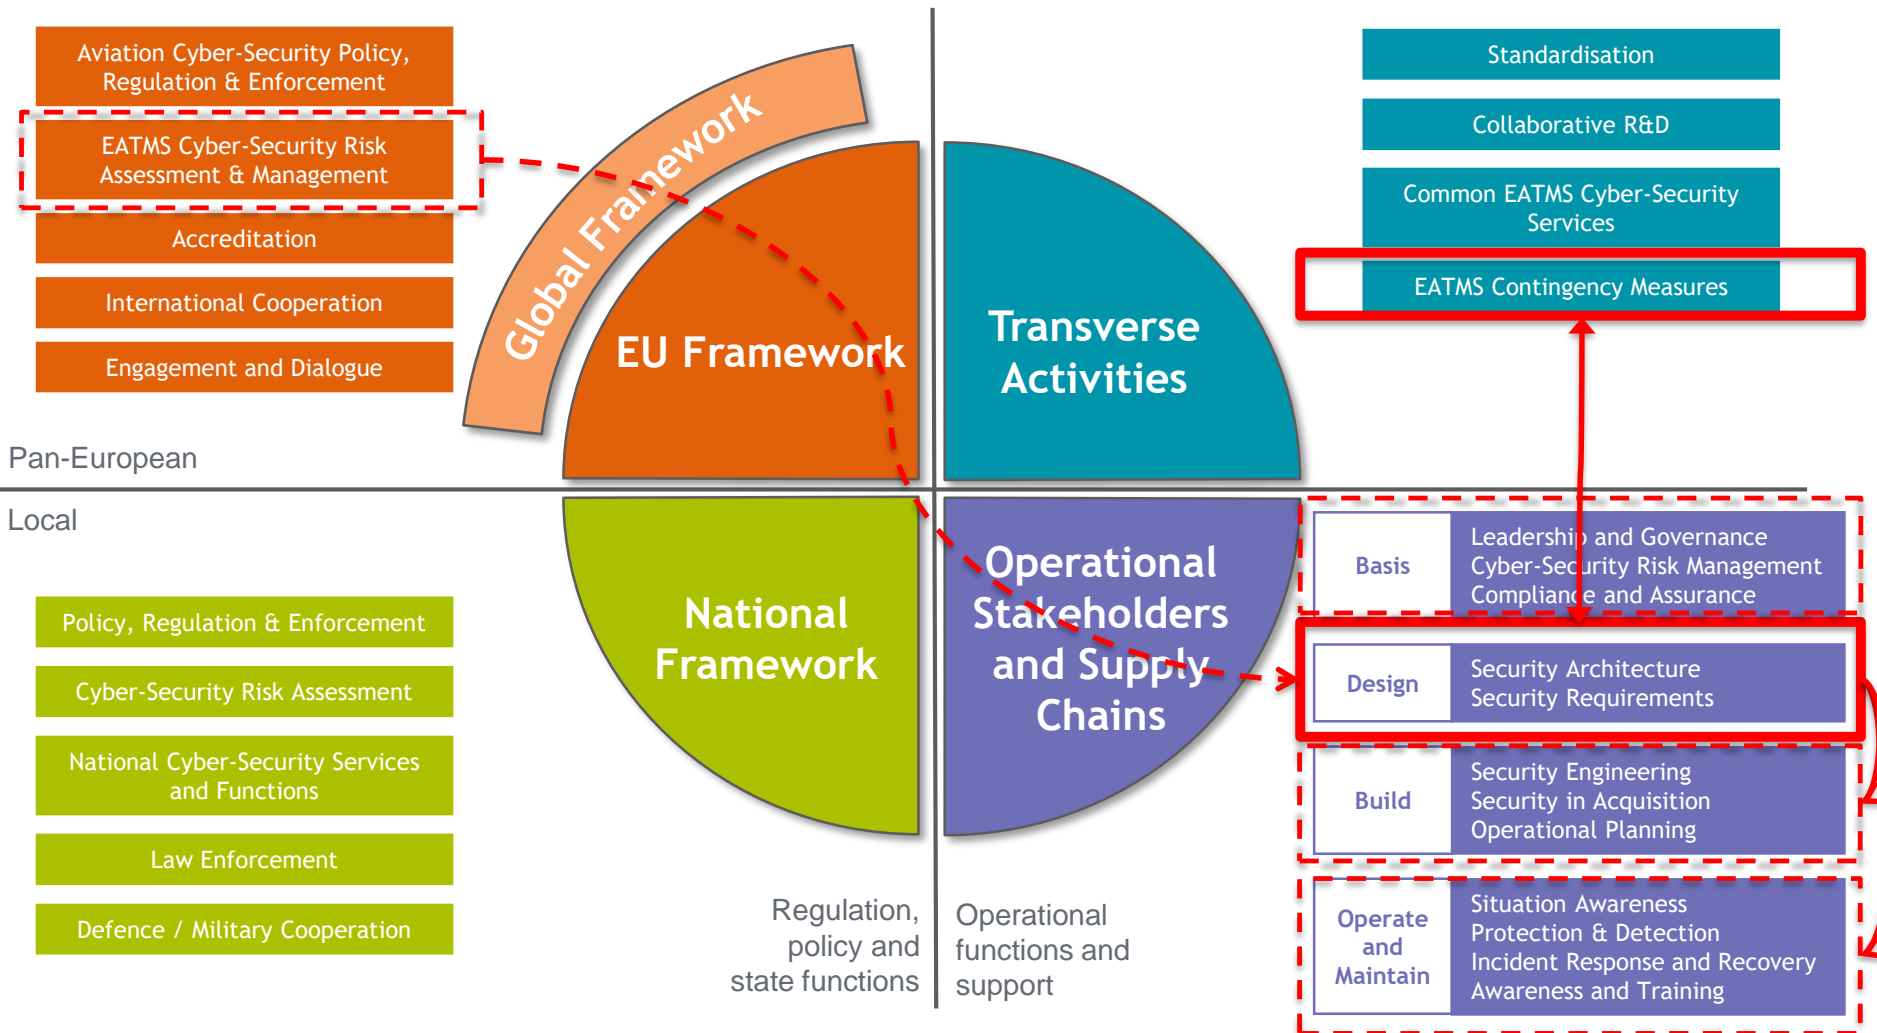 Aviation Cyber-Security Policy,
Regulation & Enforcement
EATMS Cyber-Security Risk
Assessment & Management
Accreditation
International Cooperation
Engagement and Dialogue
Global Framework
EU Framework
Transverse
Activities
Standardisation
Collaborative R&D
Common EATMS Cyber-Security
Services
EATMS Contingency Measures
Pan-European
Local
Policy, Regulation & Enforcement
Cyber-Security Risk Assessment
National Cyber-Security Services
and Functions
Law Enforcement
Defence / Military Cooperation
National
Framework
Operational
Stakeholders
and Supply
Chains
Regulation,
policy and
state functions
Operational
functions and
support
Basis
Leadership and Governance
Cyber-Security Risk Management
Compliance and Assurance
Design
Security Architecture
Security Requirements
Build
Security Engineering
Security in Acquisition
Operational Planning
Operate
and
Maintain
Situation Awareness
Protection & Detection
Incident Response and Recovery
Awareness and Training